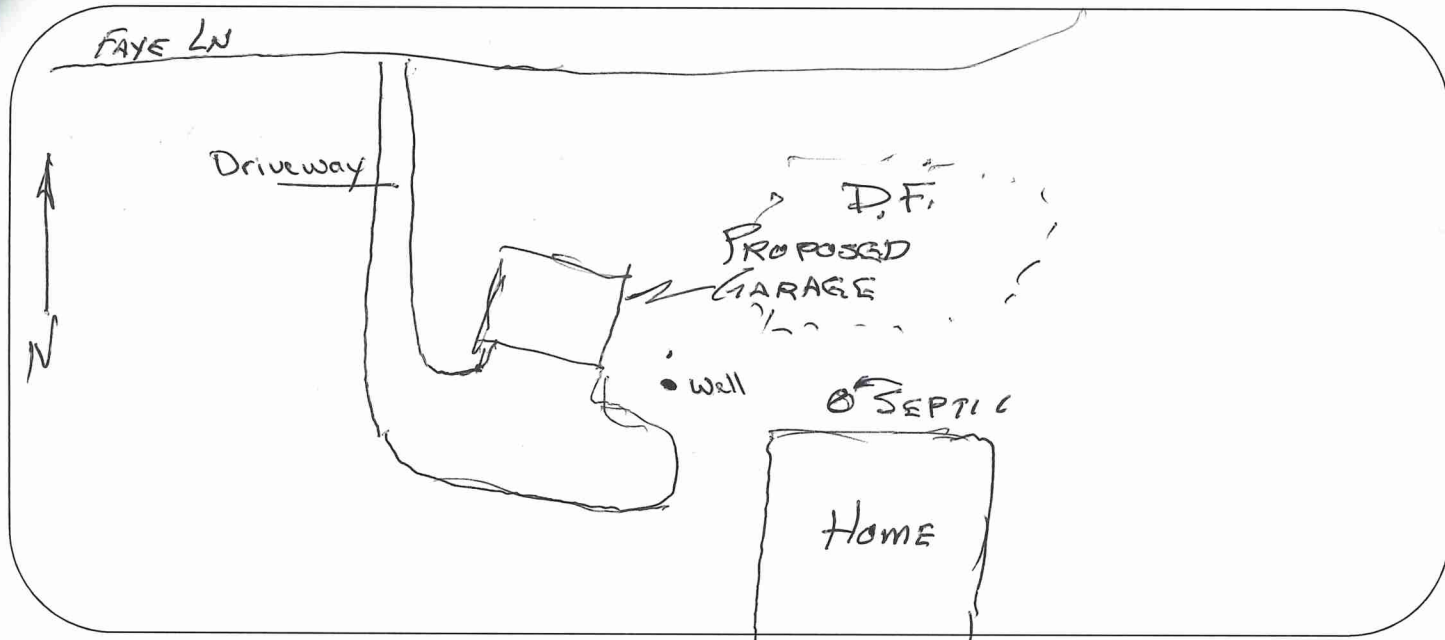 FAYE LN
Driveway
D.F.
PROPOSED
GARAGE
Well
SEPTIC
HOME
N